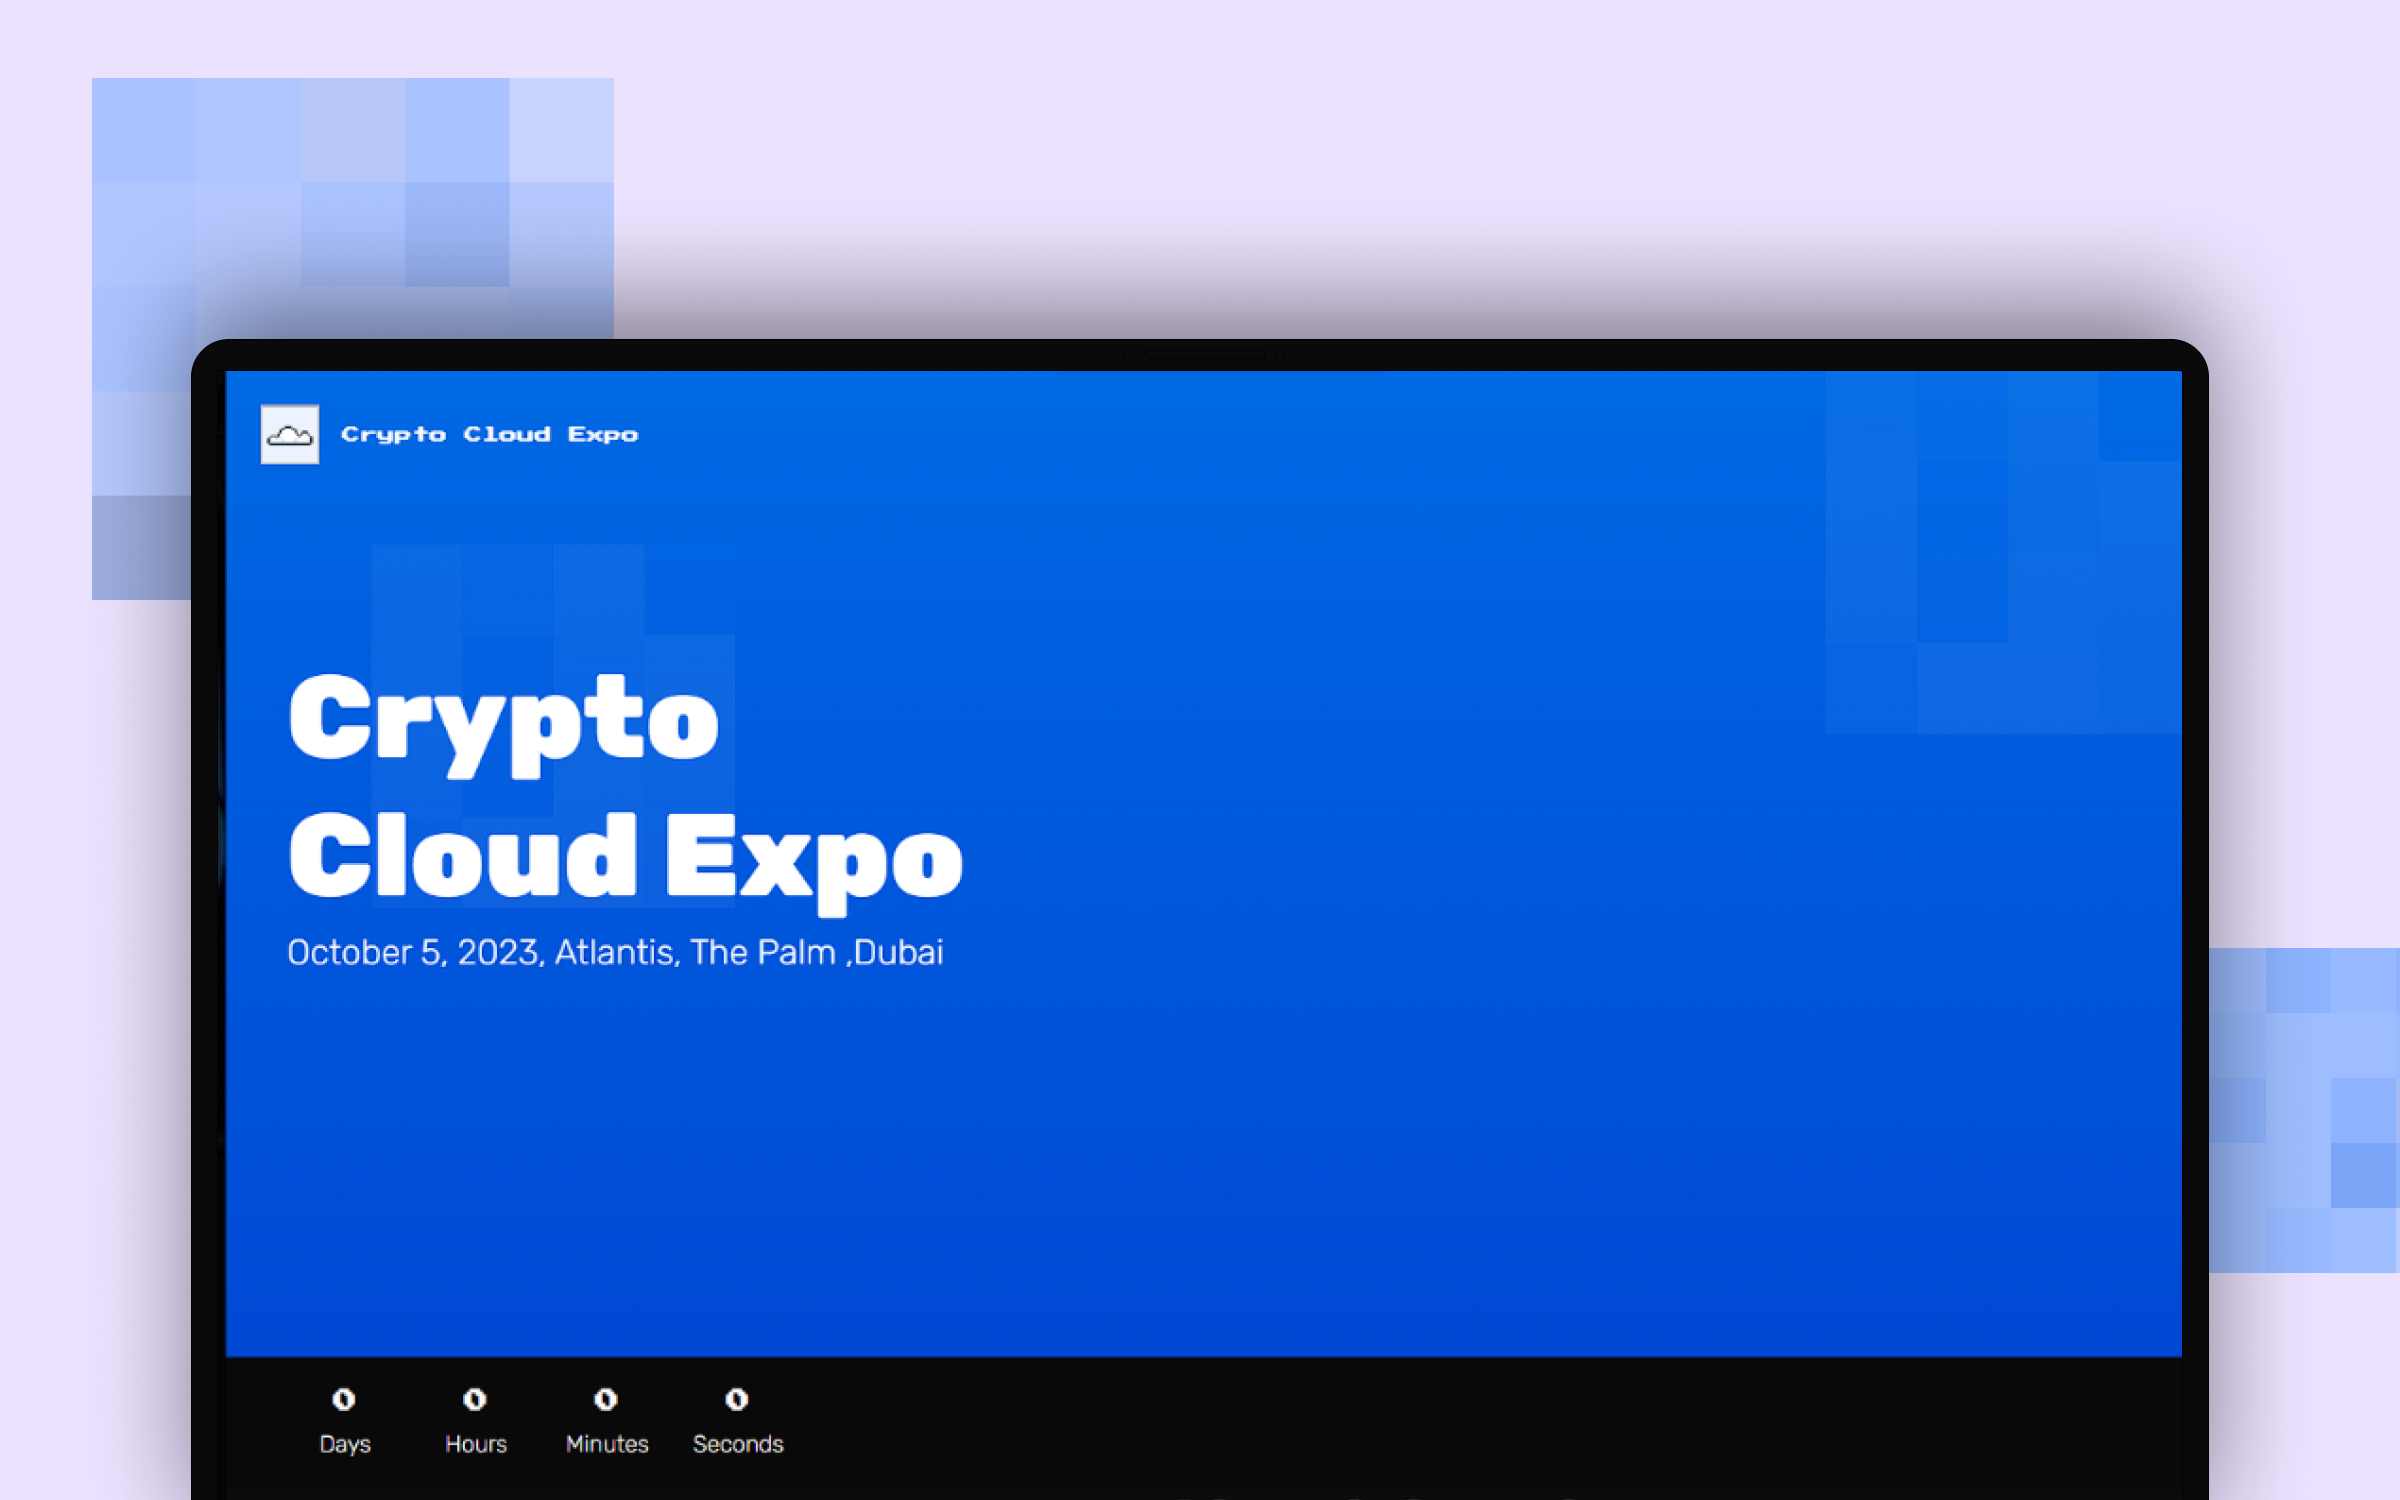 Crypto Cloud Expo
Crypto
Cloud Expo
October 5, 2023, Atlantis, The Palm ,Dubai
0 0 0 0
Days Hours Minutes Seconds